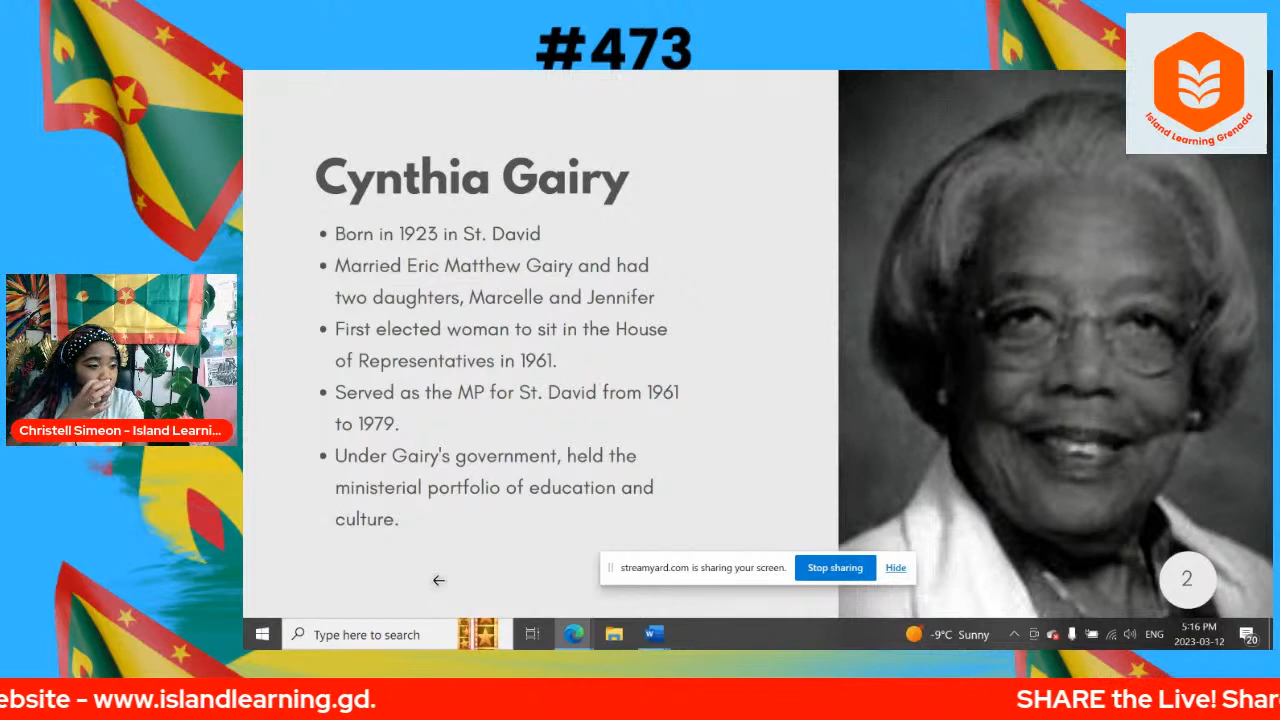 #473
Island Learning Grenada
Cynthia Gairy
• Born in 1923 in St. David
• Married Eric Matthew Gairy and had
two daughters, Marcelle and Jennifer
• First elected woman to sit in the House
of Representatives in 1961.
• Served as the MP for St. David from 1961
to 1979.
• Under Gairy's government, held the
ministerial portfolio of education and
culture.
Christell Simeon - Island Learni...
streamyard.com is sharing your screen.
Stop sharing
Hide
2
Type here to search
-9°C Sunny
ENG
5:16 PM
2023-03-12
20
ebsite - www.islandlearning.gd.
SHARE the Live! Shar